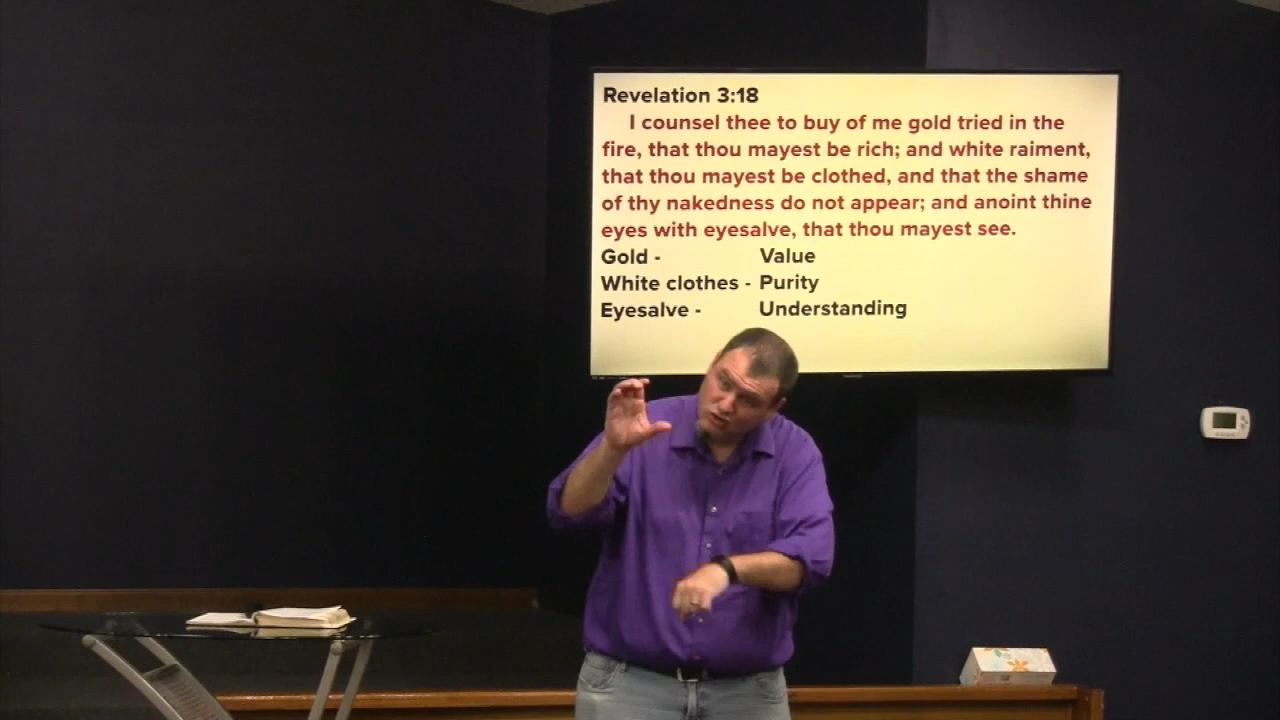 Revelation 3:18
I counsel thee to buy of me gold tried in the
fire, that thou mayest be rich; and white raiment,
that thou mayest be clothed, and that the shame
of thy nakedness do not appear; and anoint thine
eyes with eyesalve, that thou mayest see.
Gold - Value
White clothes - Purity
Eyesalve - Understanding